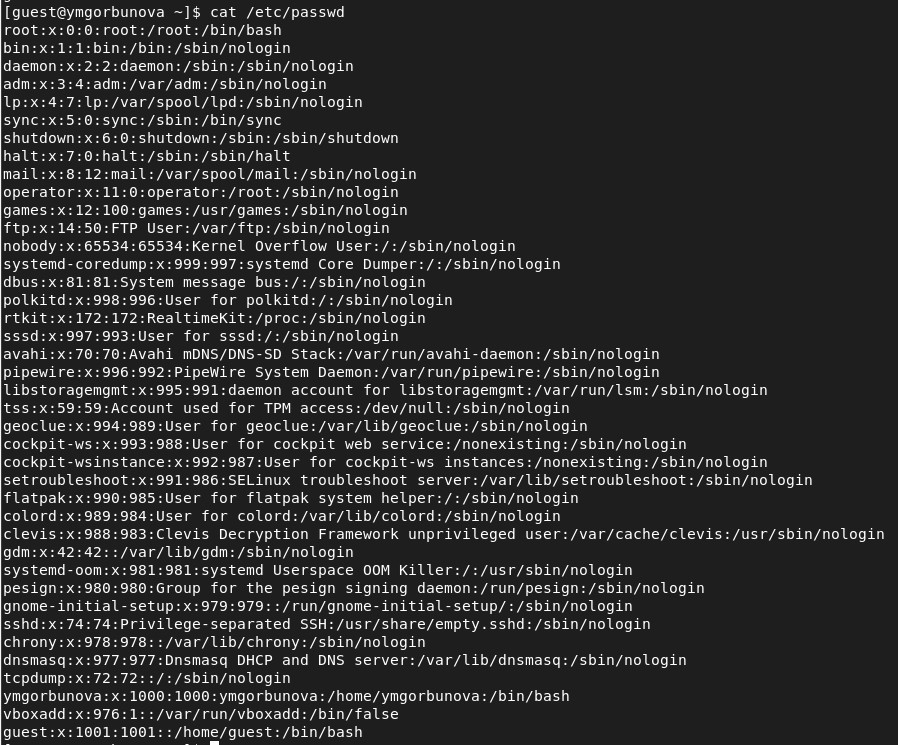 [guest@ymgorbunova ~]$ cat /etc/passwd
root:x:0:0:root:/root:/bin/bash
bin:x:1:1:bin:/bin:/sbin/nologin
daemon:x:2:2:daemon:/sbin:/sbin/nologin
adm:x:3:4:adm:/var/adm:/sbin/nologin
lp:x:4:7:lp:/var/spool/lpd:/sbin/nologin
sync:x:5:0:sync:/sbin:/bin/sync
shutdown:x:6:0:shutdown:/sbin:/sbin/shutdown
halt:x:7:0:halt:/sbin:/sbin/halt
mail:x:8:12:mail:/var/spool/mail:/sbin/nologin
operator:x:11:0:operator:/root:/sbin/nologin
games:x:12:100:games:/usr/games:/sbin/nologin
ftp:x:14:50:FTP User:/var/ftp:/sbin/nologin
nobody:x:65534:65534:Kernel Overflow User:/:/sbin/nologin
systemd-coredump:x:999:997:systemd Core Dumper:/:/sbin/nologin
dbus:x:81:81:System message bus:/:/sbin/nologin
polkitd:x:998:996:User for polkitd:/:/sbin/nologin
rtkit:x:172:172:RealtimeKit:/proc:/sbin/nologin
sssd:x:997:993:User for sssd:/:/sbin/nologin
avahi:x:70:70:Avahi mDNS/DNS-SD Stack:/var/run/avahi-daemon:/sbin/nologin
pipewire:x:996:992:PipeWire System Daemon:/var/run/pipewire:/sbin/nologin
libstoragemgmt:x:995:991:daemon account for libstoragemgmt:/var/run/lsm:/sbin/nologin
tss:x:59:59:Account used for TPM access:/dev/null:/sbin/nologin
geoclue:x:994:989:User for geoclue:/var/lib/geoclue:/sbin/nologin
cockpit-ws:x:993:988:User for cockpit web service:/nonexisting:/sbin/nologin
cockpit-wsinstance:x:992:987:User for cockpit-ws instances:/nonexisting:/sbin/nologin
setroubleshoot:x:991:986:SELinux troubleshoot server:/var/lib/setroubleshoot:/sbin/nologin
flatpak:x:990:985:User for flatpak system helper:/:/sbin/nologin
colord:x:989:984:User for colord:/var/lib/colord:/sbin/nologin
clevis:x:988:983:Clevis Decryption Framework unprivileged user:/var/cache/clevis:/usr/sbin/nologin
gdm:x:42:42::/var/lib/gdm:/sbin/nologin
systemd-oom:x:981:981:systemd Userspace OOM Killer:/:/usr/sbin/nologin
pesign:x:980:980:Group for the pesign signing daemon:/run/pesign:/sbin/nologin
gnome-initial-setup:x:979:979::/run/gnome-initial-setup/:/sbin/nologin
sshd:x:74:74:Privilege-separated SSH:/usr/share/empty.sshd:/sbin/nologin
chrony:x:978:978::/var/lib/chrony:/sbin/nologin
dnsmasq:x:977:977:Dnsmasq DHCP and DNS server:/var/lib/dnsmasq:/sbin/nologin
tcpdump:x:72:72::/:/sbin/nologin
ymgorbunova:x:1000:1000:ymgorbunova:/home/ymgorbunova:/bin/bash
vboxadd:x:976:1::/var/run/vboxadd:/bin/false
guest:x:1001:1001::/home/guest:/bin/bash